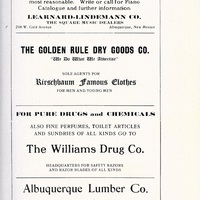 most reasonable. Write or call for Piano
Catalogue and further information.
LEARNARD-LINDEMANN CO.
THE SQUARE MUSIC DEALERS
206 W. Gold Avenue Albuquerque, New Mexico
THE GOLDEN RULE DRY GOODS CO.
"We Do What We Advertise"
SOLE AGENTS FOR
Kirschbaum Famous Clothes
FOR MEN AND YOUNG MEN
FOR PURE DRUGS and CHEMICALS
ALSO FINE PERFUMES, TOILET ARTICLES
AND SUNDRIES OF ALL KINDS GO TO
The Williams Drug Co.
HEADQUARTERS FOR SAFETY RAZORS
AND RAZOR BLADES OF ALL KINDS
Albuquerque Lumber Co.